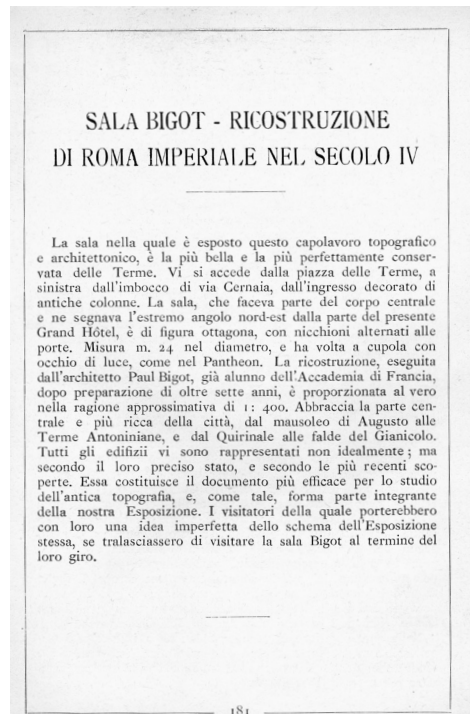 SALA BIGOT - RICOSTRUZIONE
DI ROMA IMPERIALE NEL SECOLO IV
La sala nella quale è esposto questo capolavoro topografico
e architettonico, è la più bella e la più perfettamente conser-
vata delle Terme. Vi si accede dalla piazza delle Terme, a
sinistra dall'imbocco di via Cernaia, dall'ingresso decorato di
antiche colonne. La sala, che faceva parte del corpo centrale
e ne segnava l'estremo angolo nord-est dalla parte del presente
Grand Hôtel, è di figura ottagona, con nicchioni alternati alle
porte. Misura m. 24 nel diametro, e ha volta a cupola con
occhio di luce, come nel Pantheon. La ricostruzione, eseguita
dall'architetto Paul Bigot, già alunno dell'Accademia di Francia,
dopo preparazione di oltre sette anni, è proporzionata al vero
nella ragione approssimativa di 1: 400. Abbraccia la parte cen-
trale e più ricca della città, dal mausoleo di Augusto alle
Terme Antoniniane, e dal Quirinale alle falde del Gianicolo.
Tutti gli edifizii vi sono rappresentati non idealmente ; ma
secondo il loro preciso stato, e secondo le più recenti sco-
perte. Essa costituisce il documento più efficace per lo studio
dell'antica topografia, e, come tale, forma parte integrante
della nostra Esposizione. I visitatori della quale porterebbero
con loro una idea imperfetta dello schema dell'Esposizione
stessa, se tralasciassero di visitare la sala Bigot al termine del
loro giro.
181